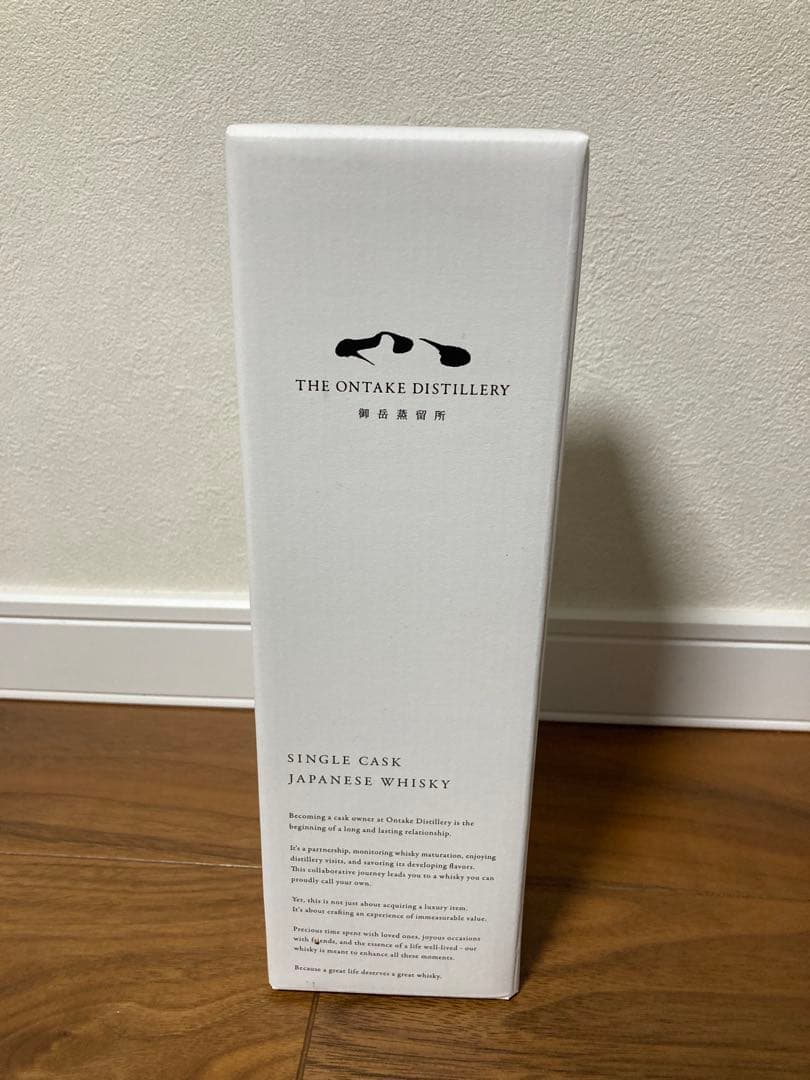 THE ONTAKE DISTILLERY
御岳蒸留所
SINGLE CASK
JAPANESE WHISKY
Becoming a cask owner at Ontake Distillery is the
beginning of a long and lasting relationship.
It's a partnership, monitoring whisky maturation, enjoying
distillery visits, and savoring its developing flavors.
This collaborative journey leads you to a whisky you can
proudly call your own.
Yet, this is not just about acquiring a luxury item.
It's about crafting an experience of immeasurable value.
Precious time spent with loved ones, joyous occasions
with friends, and the essence of a life well-lived - our
whisky is meant to enhance all these moments.
Because a great life deserves a great whisky.